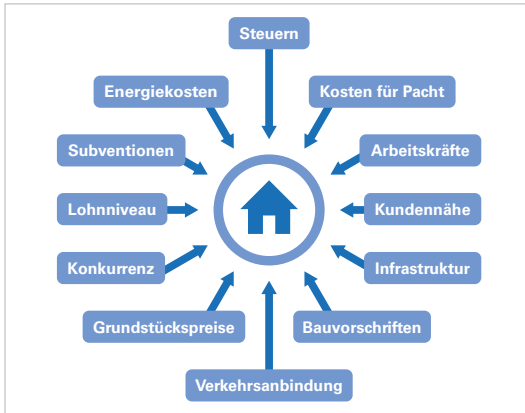 Steuern
Energiekosten
Kosten für Pacht
Subventionen
Arbeitskräfte
Lohnniveau
Kundennähe
Konkurrenz
Infrastruktur
Grundstückspreise
Bauvorschriften
Verkehrsanbindung